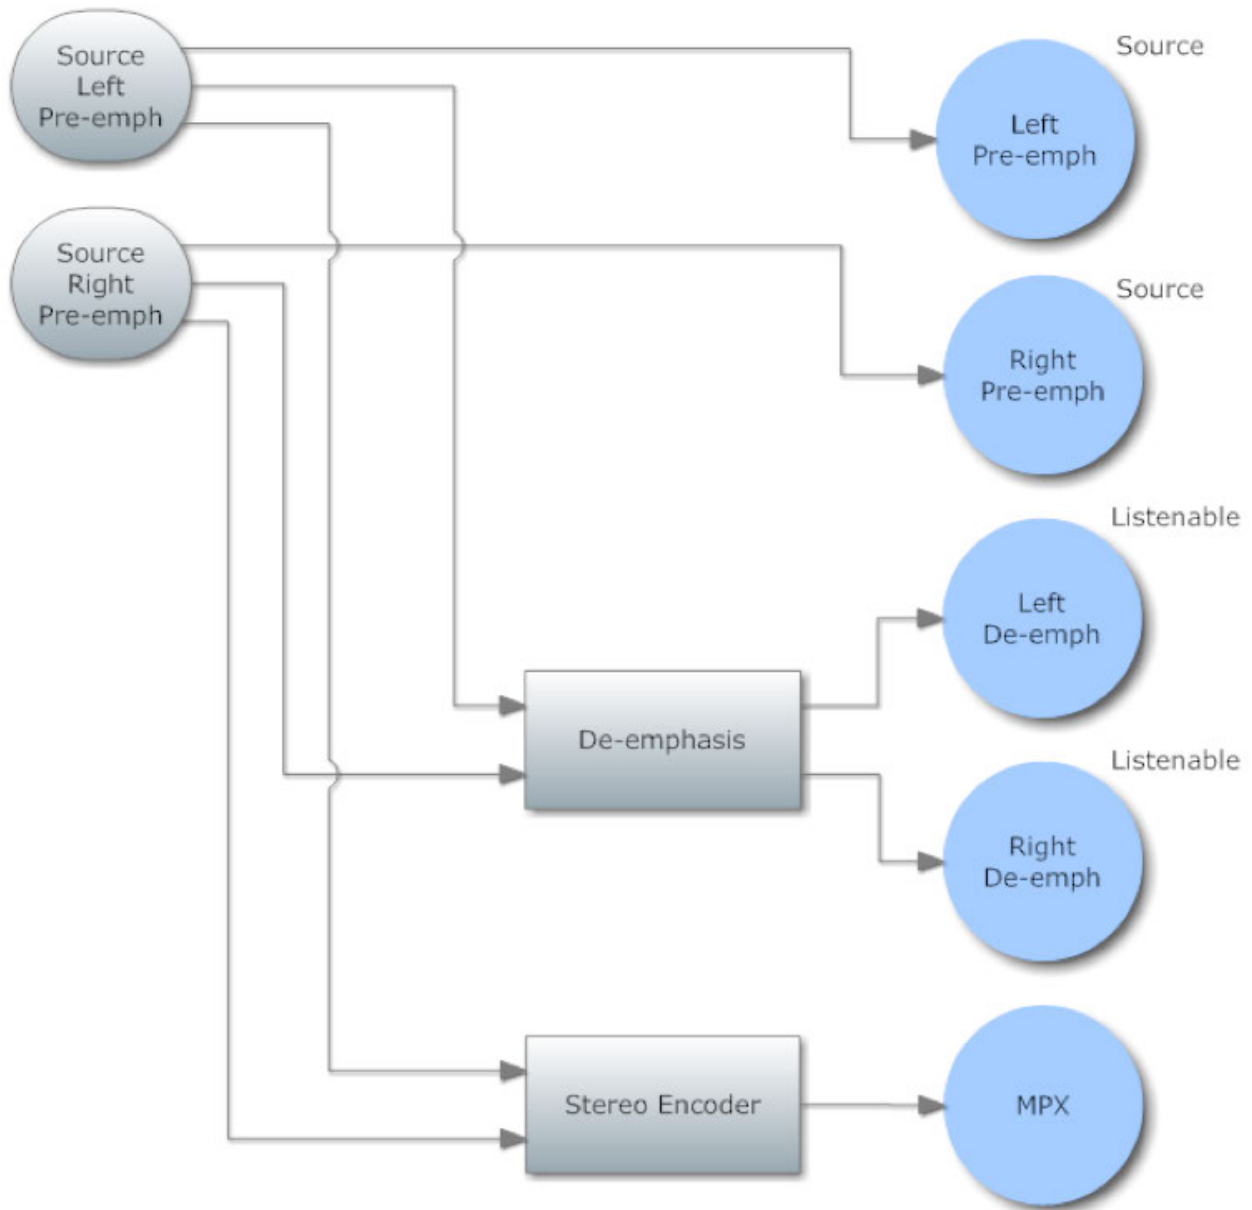 Source
Left
Pre-emph
Source
Left
Pre-emph
Source
Right
Pre-emph
Source
Right
Pre-emph
Listenable
Left
De-emph
De-emphasis
Listenable
Right
De-emph
Stereo Encoder
MPX